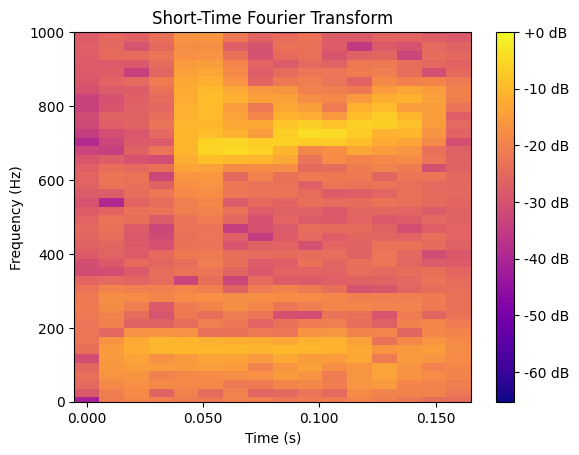 Short-Time Fourier Transform
1000
800
600
400
200
0
Frequency (Hz)
0.000
0.050
0.100
0.150
Time (s)
+0 dB
-10 dB
-20 dB
-30 dB
-40 dB
-50 dB
-60 dB